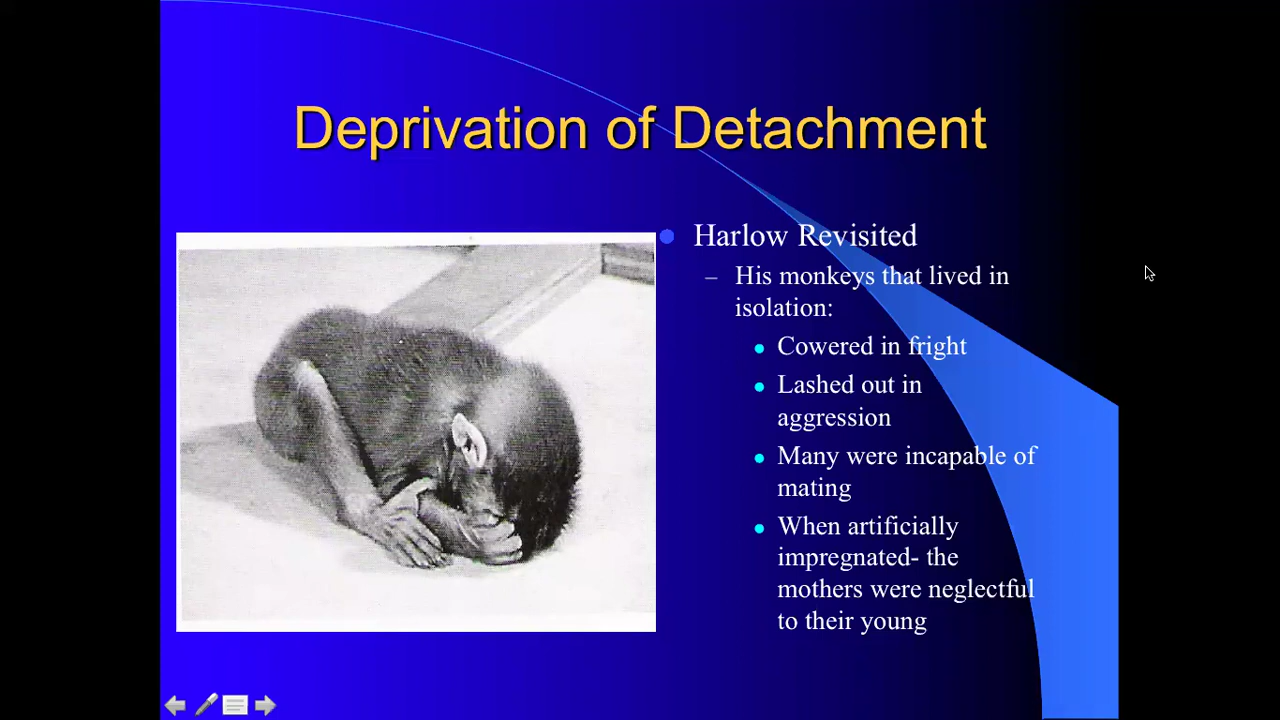 Deprivation of Detachment
Harlow Revisited
– His monkeys that lived in
isolation:
Cowered in fright
Lashed out in
aggression
Many were incapable of
mating
When artificially
impregnated- the
mothers were neglectful
to their young